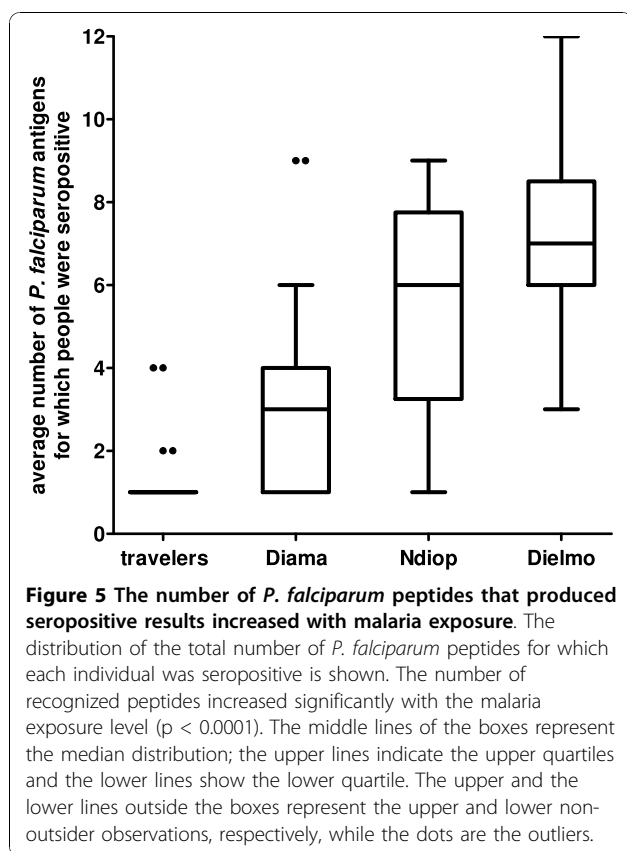 average number of P. falciparum antigens
for which people were seropositive
12
10
8
6
4
2
0
travelers Diama Ndiop Dielmo
Figure 5 The number of P. falciparum peptides that produced
seropositive results increased with malaria exposure. The
distribution of the total number of P. falciparum peptides for which
each individual was seropositive is shown. The number of
recognized peptides increased significantly with the malaria
exposure level (p < 0.0001). The middle lines of the boxes represent
the median distribution; the upper lines indicate the upper quartiles
and the lower lines show the lower quartile. The upper and the
lower lines outside the boxes represent the upper and lower non-
outsider observations, respectively, while the dots are the outliers.